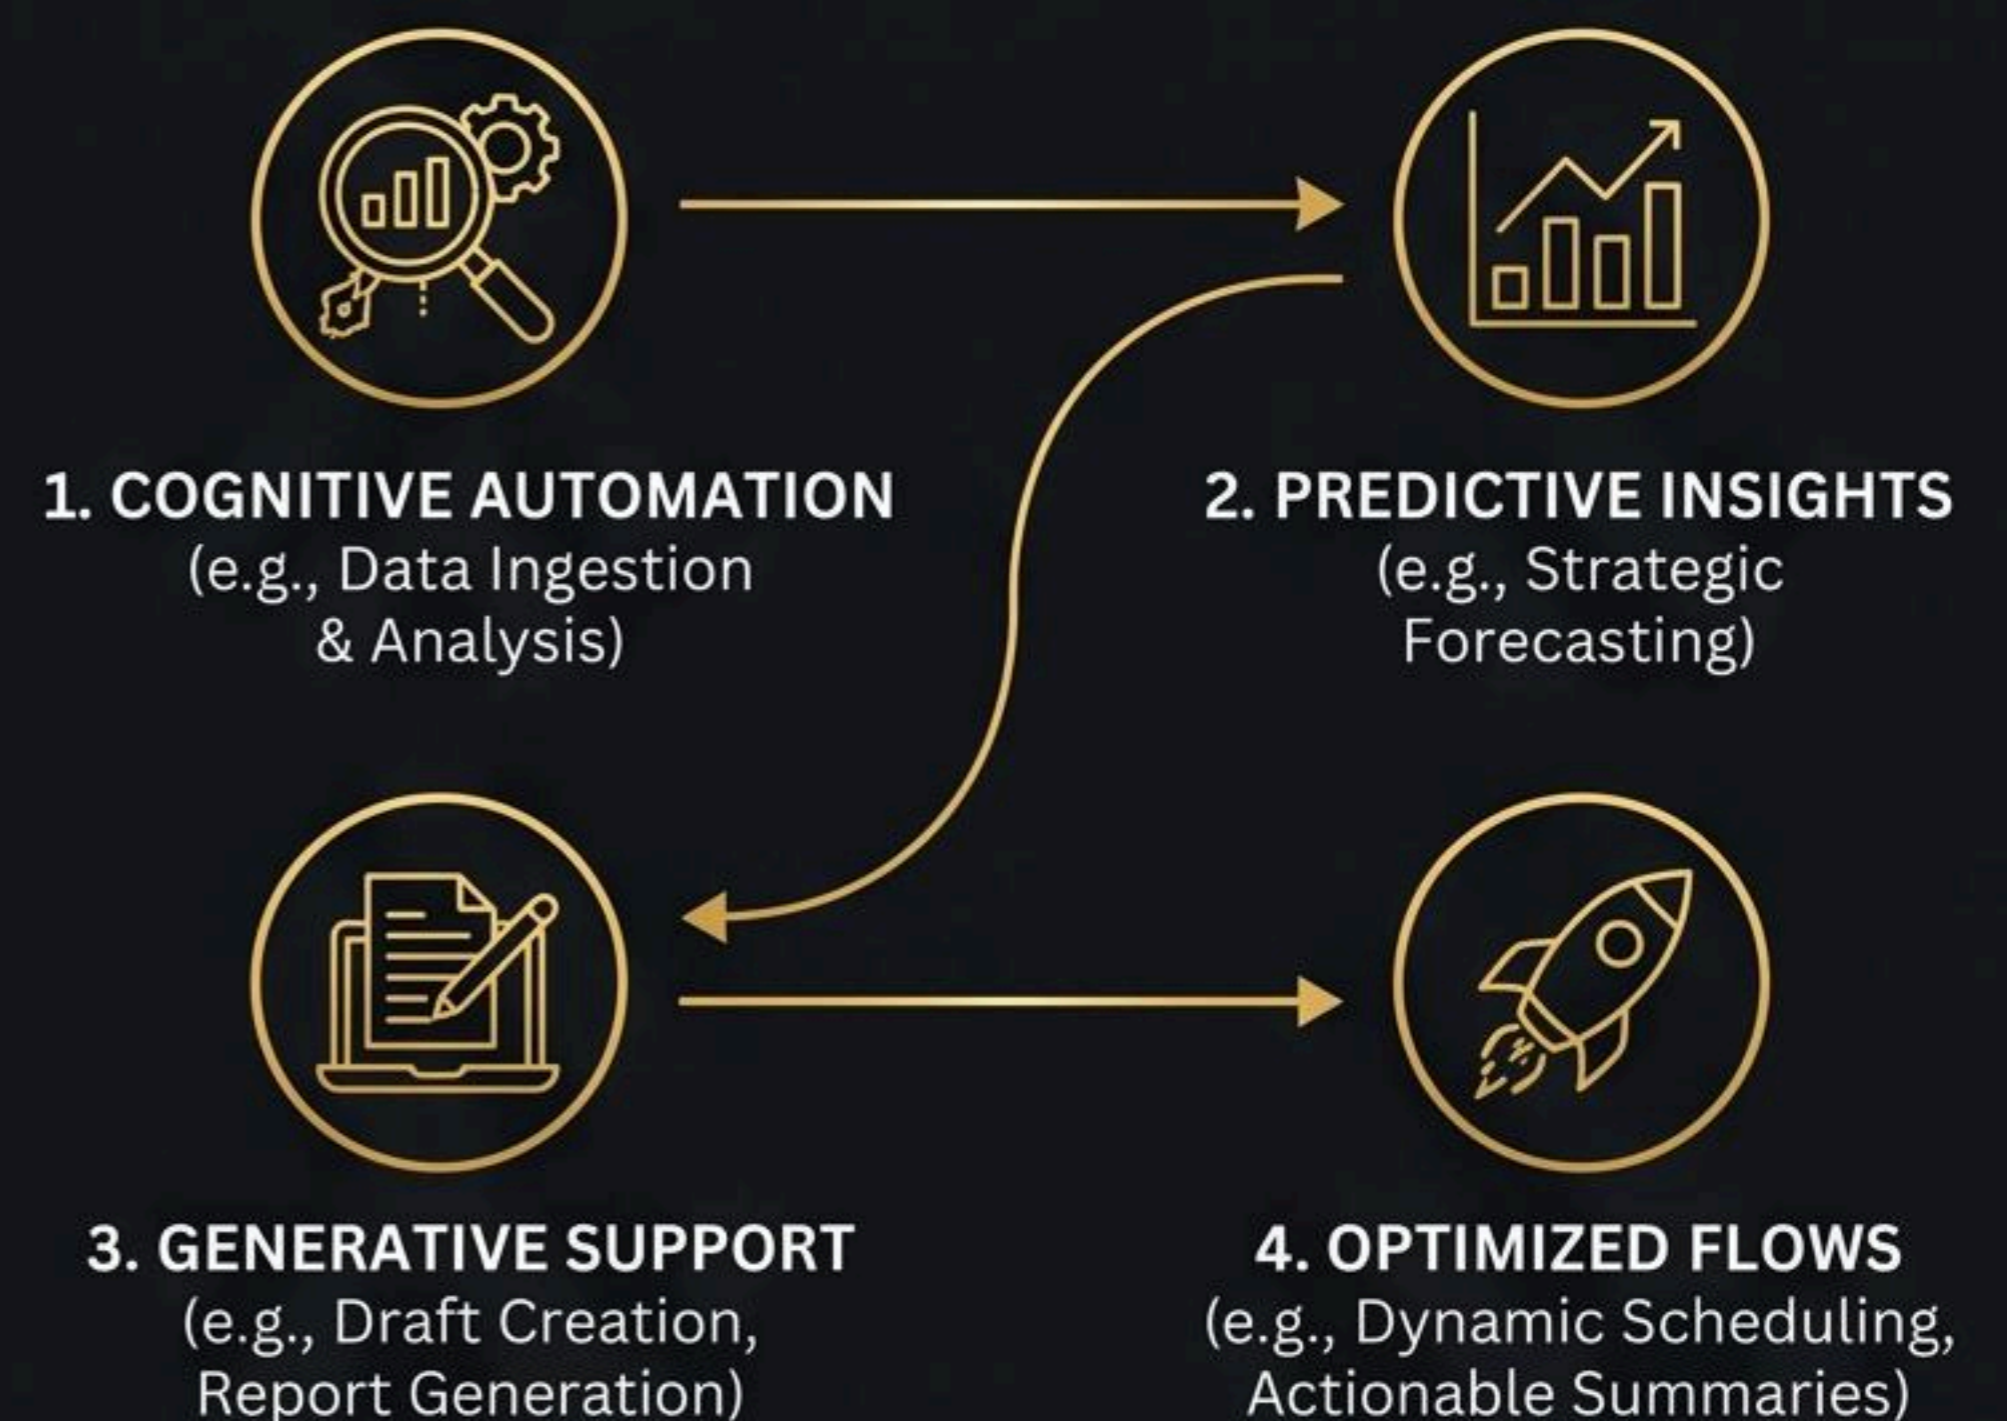 1. COGNITIVE AUTOMATION
(e.g., Data Ingestion
& Analysis)
2. PREDICTIVE INSIGHTS
(e.g., Strategic
Forecasting)
3. GENERATIVE SUPPORT
(e.g., Draft Creation,
Report Generation)
4. OPTIMIZED FLOWS
(e.g., Dynamic Scheduling,
Actionable Summaries)